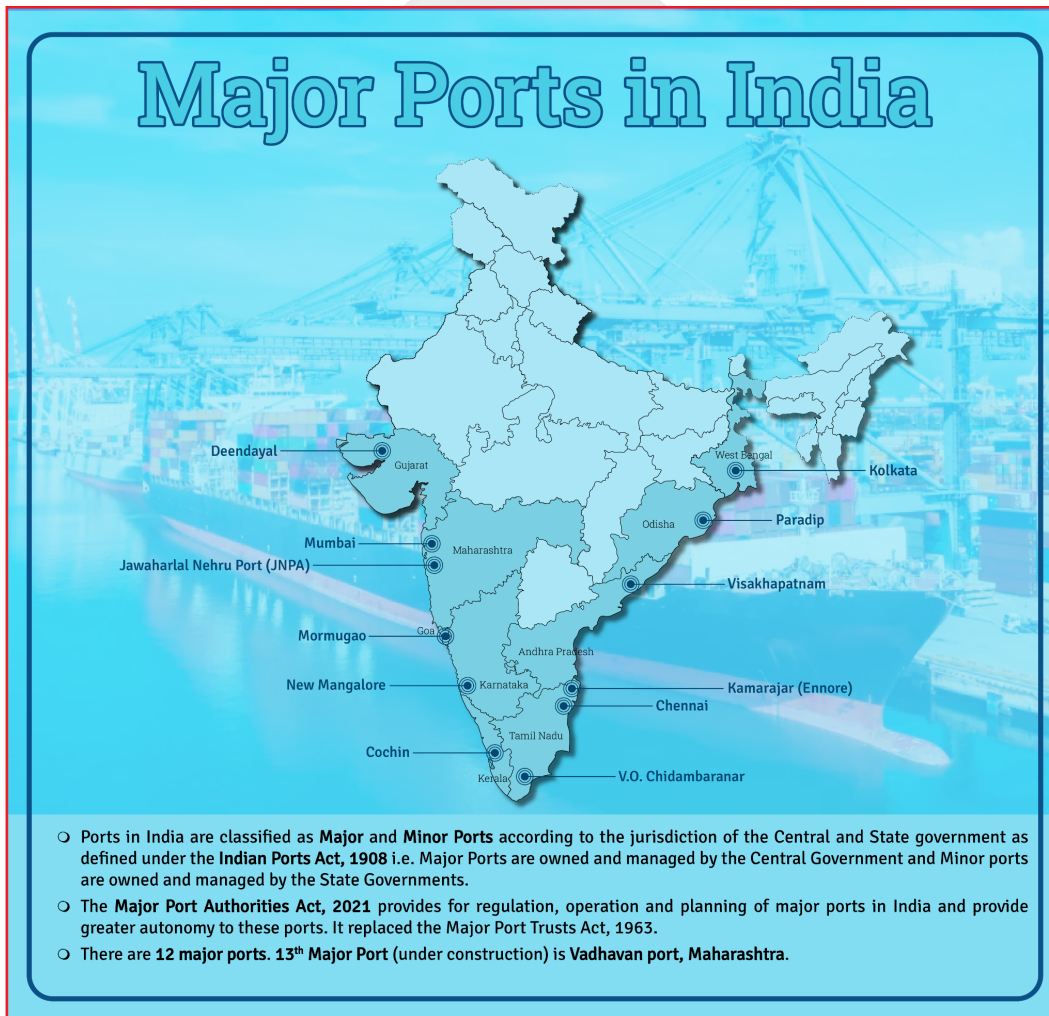 Major Ports in India
Deendayal
Gujarat
West Bengal
Kolkata
Odisha
Paradip
Mumbai
Maharashtra
Jawaharlal Nehru Port (JNPA)
Visakhapatnam
Goa
Mormugao
Andhra Pradesh
New Mangalore
Karnataka
Kamarajar (Ennore)
Chennai
Tamil Nadu
Cochin
Kerala
V.O. Chidambaranar
Ports in India are classified as Major and Minor Ports according to the jurisdiction of the Central and State government as
defined under the Indian Ports Act, 1908 i.e. Major Ports are owned and managed by the Central Government and Minor ports
are owned and managed by the State Governments.
The Major Port Authorities Act, 2021 provides for regulation, operation and planning of major ports in India and provide
greater autonomy to these ports. It replaced the Major Port Trusts Act, 1963.
There are 12 major ports. 13th Major Port (under construction) is Vadhavan port, Maharashtra.